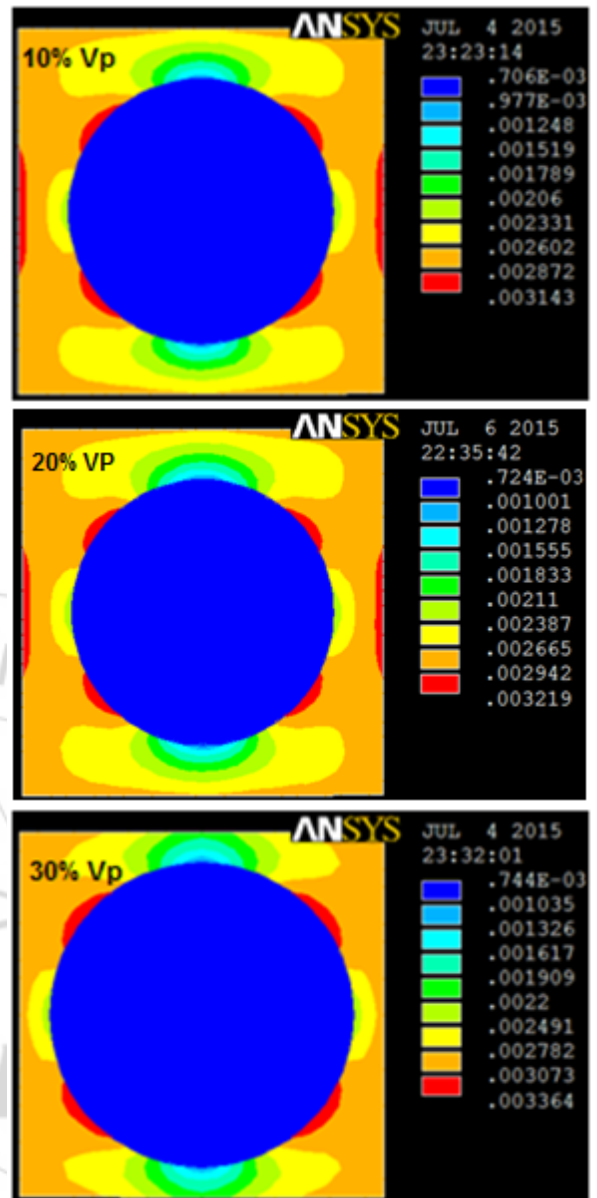 ANSYS
10% Vp
JUL 4 2015
23:23:14
.706E-03
.977E-03
.001248
.001519
.001789
.00206
.002331
.002602
.002872
.003143
ANSYS
20% VP
JUL 6 2015
22:35:42
.724E-03
.001001
.001278
.001555
.001833
.00211
.002387
.002665
.002942
.003219
ANSYS
30% Vp
JUL 4 2015
23:32:01
.744E-03
.001035
.001326
.001617
.001909
.0022
.002491
.002782
.003073
.003364